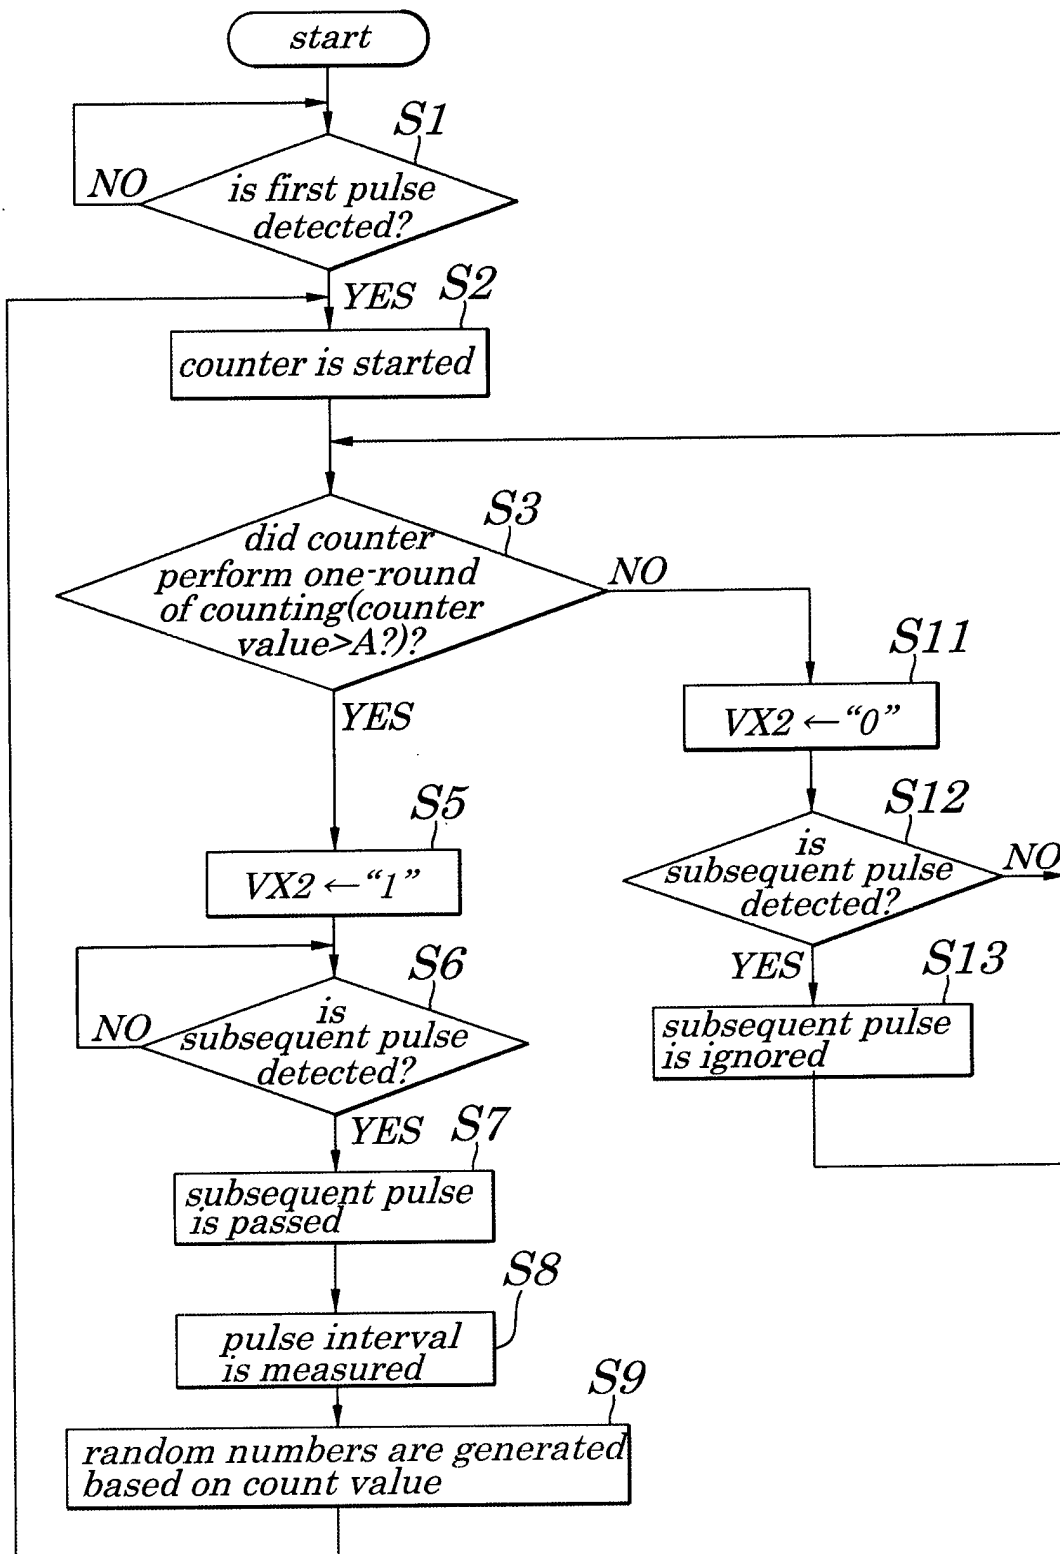 start
S1
NO
is first pulse
detected?
YES
S2
counter is started
S3
did counter
perform one-round
of counting(counter
value>A?)?
NO
YES
S11
VX2 ← “0”
S5
VX2 ← “1”
S12
is
subsequent pulse
detected?
NO
YES
S13
subsequent pulse
is ignored
S6
NO
is
subsequent pulse
detected?
YES
S7
subsequent pulse
is passed
S8
pulse interval
is measured
S9
random numbers are generated
based on count value